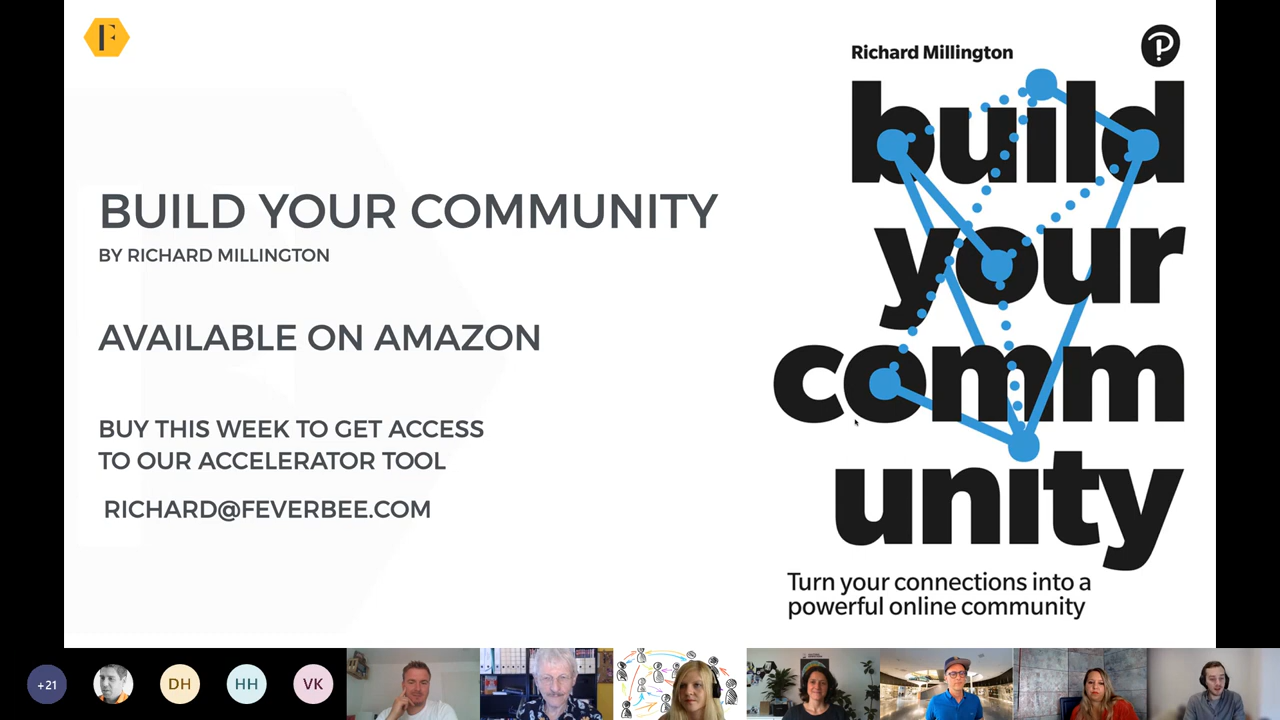 F
BUILD YOUR COMMUNITY
BY RICHARD MILLINGTON
AVAILABLE ON AMAZON
BUY THIS WEEK TO GET ACCESS
TO OUR ACCELERATOR TOOL
RICHARD@FEVERBEE.COM
Richard Millington
P
build
your
comm
unity
Turn your connections into a
powerful online community
+21
DH
HH
VK